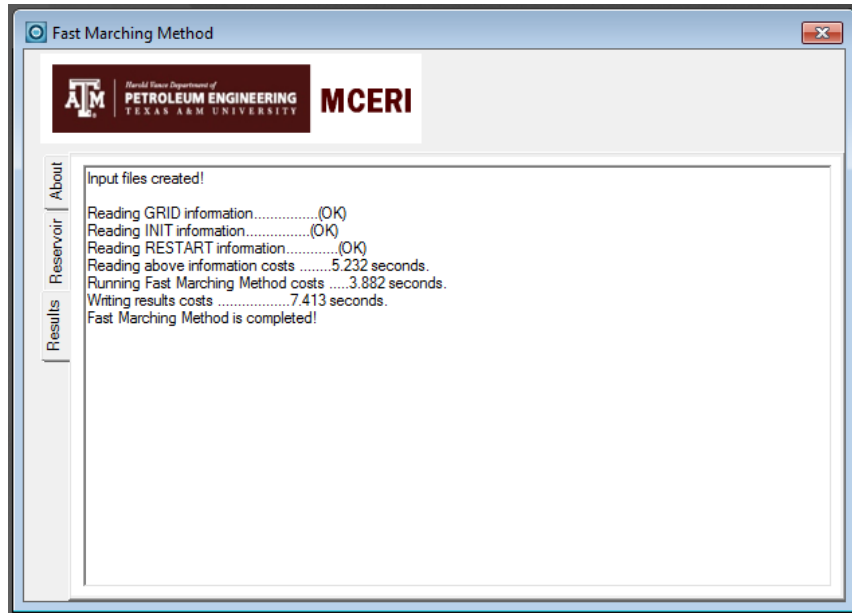 Fast Marching Method
Harold Vance Department of
PETROLEUM ENGINEERING
TEXAS A&M UNIVERSITY
ATM
MCERI
About
Reservoir
Results
Input files created!
Reading GRID information...............(OK)
Reading INIT information...............(OK)
Reading RESTART information............(OK)
Reading above information costs ........5.232 seconds.
Running Fast Marching Method costs .....3.882 seconds.
Writing results costs .................7.413 seconds.
Fast Marching Method is completed!